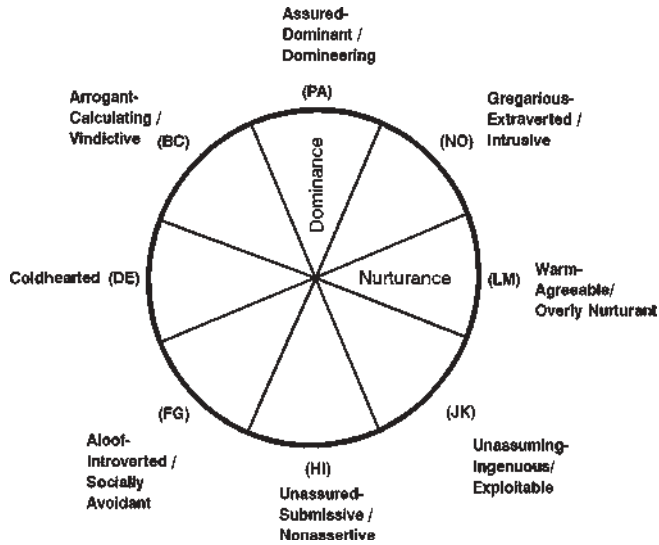 Assured-
Dominant /
Domineering
(PA)
Arrogant-
Calculating /
Vindictive
(BC)
Gregarious-
Extraverted /
Intrusive
(NO)
Dominance
Nurturance
Coldhearted (DE)
(LM)
Warm-
Agreeable/
Overly Nurturant
(FG)
Aloof-
Introverted /
Socially
Avoidant
(JK)
Unassuming-
Ingenuous/
Exploitable
(HI)
Unassured-
Submissive /
Nonassertive